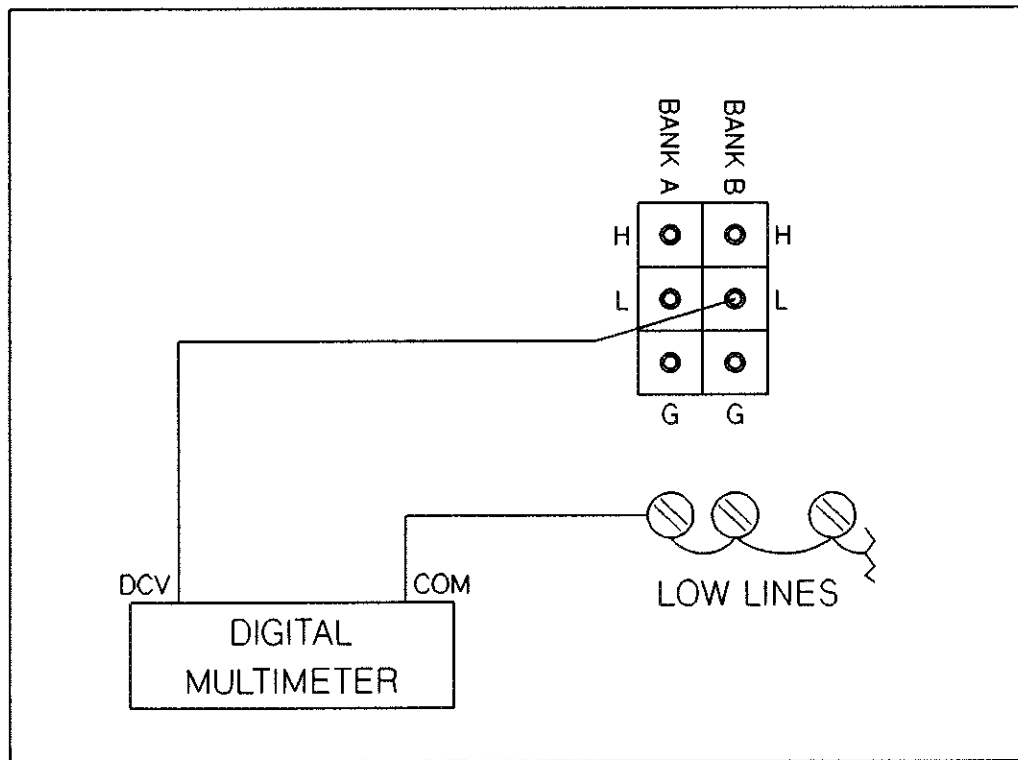 BANK A
BANK B
H
H
L
L
G
G
DCV
COM
LOW LINES
DIGITAL
MULTIMETER